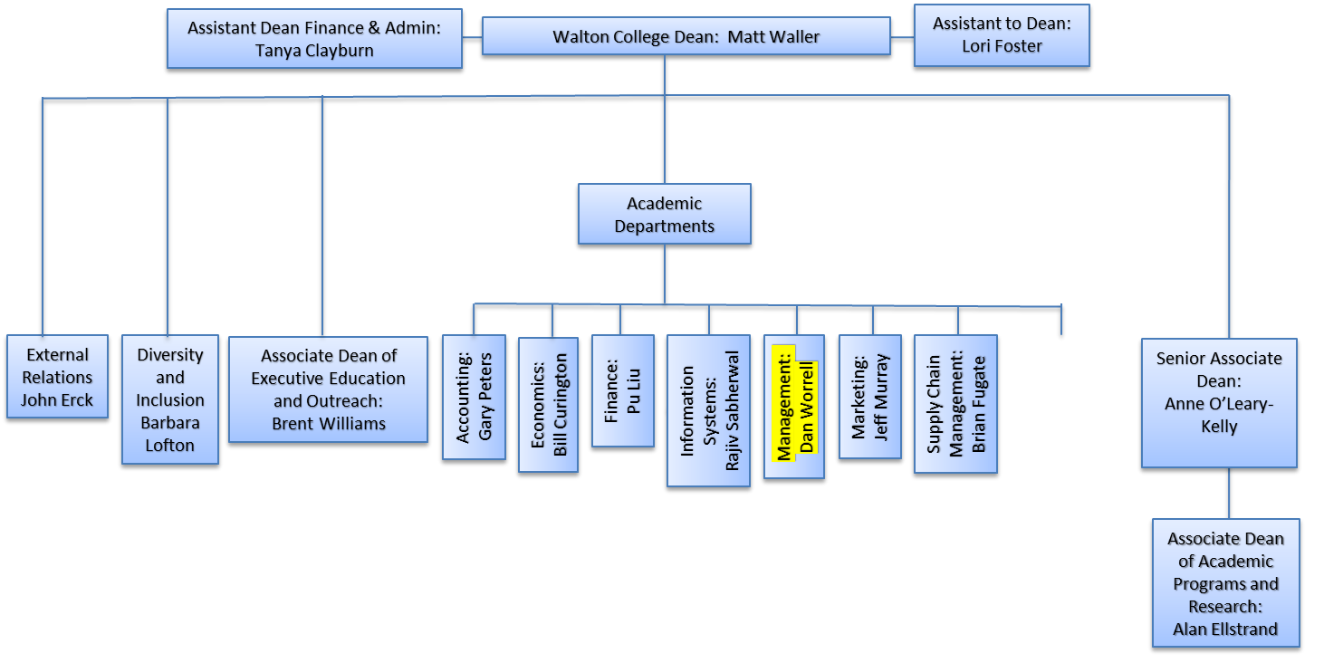 Assistant Dean Finance & Admin:
Tanya Clayburn
Walton College Dean:  Matt Waller
Assistant to Dean:
Lori Foster
Academic
Departments
External
Relations
John Erck
Diversity
and
Inclusion
Barbara
Lofton
Associate Dean of
Executive Education
and Outreach:
Brent Williams
Accounting:
Gary Peters
Economics:
Bill Curington
Finance:
Pu Liu
Information
Systems:
Rajiv Sabherwal
Management:
Dan Worrell
Marketing:
Jeff Murray
Supply Chain
Management:
Brian Fugate
Senior Associate
Dean:
Anne O’Leary-
Kelly
Associate Dean
of Academic
Programs and
Research:
Alan Ellstrand